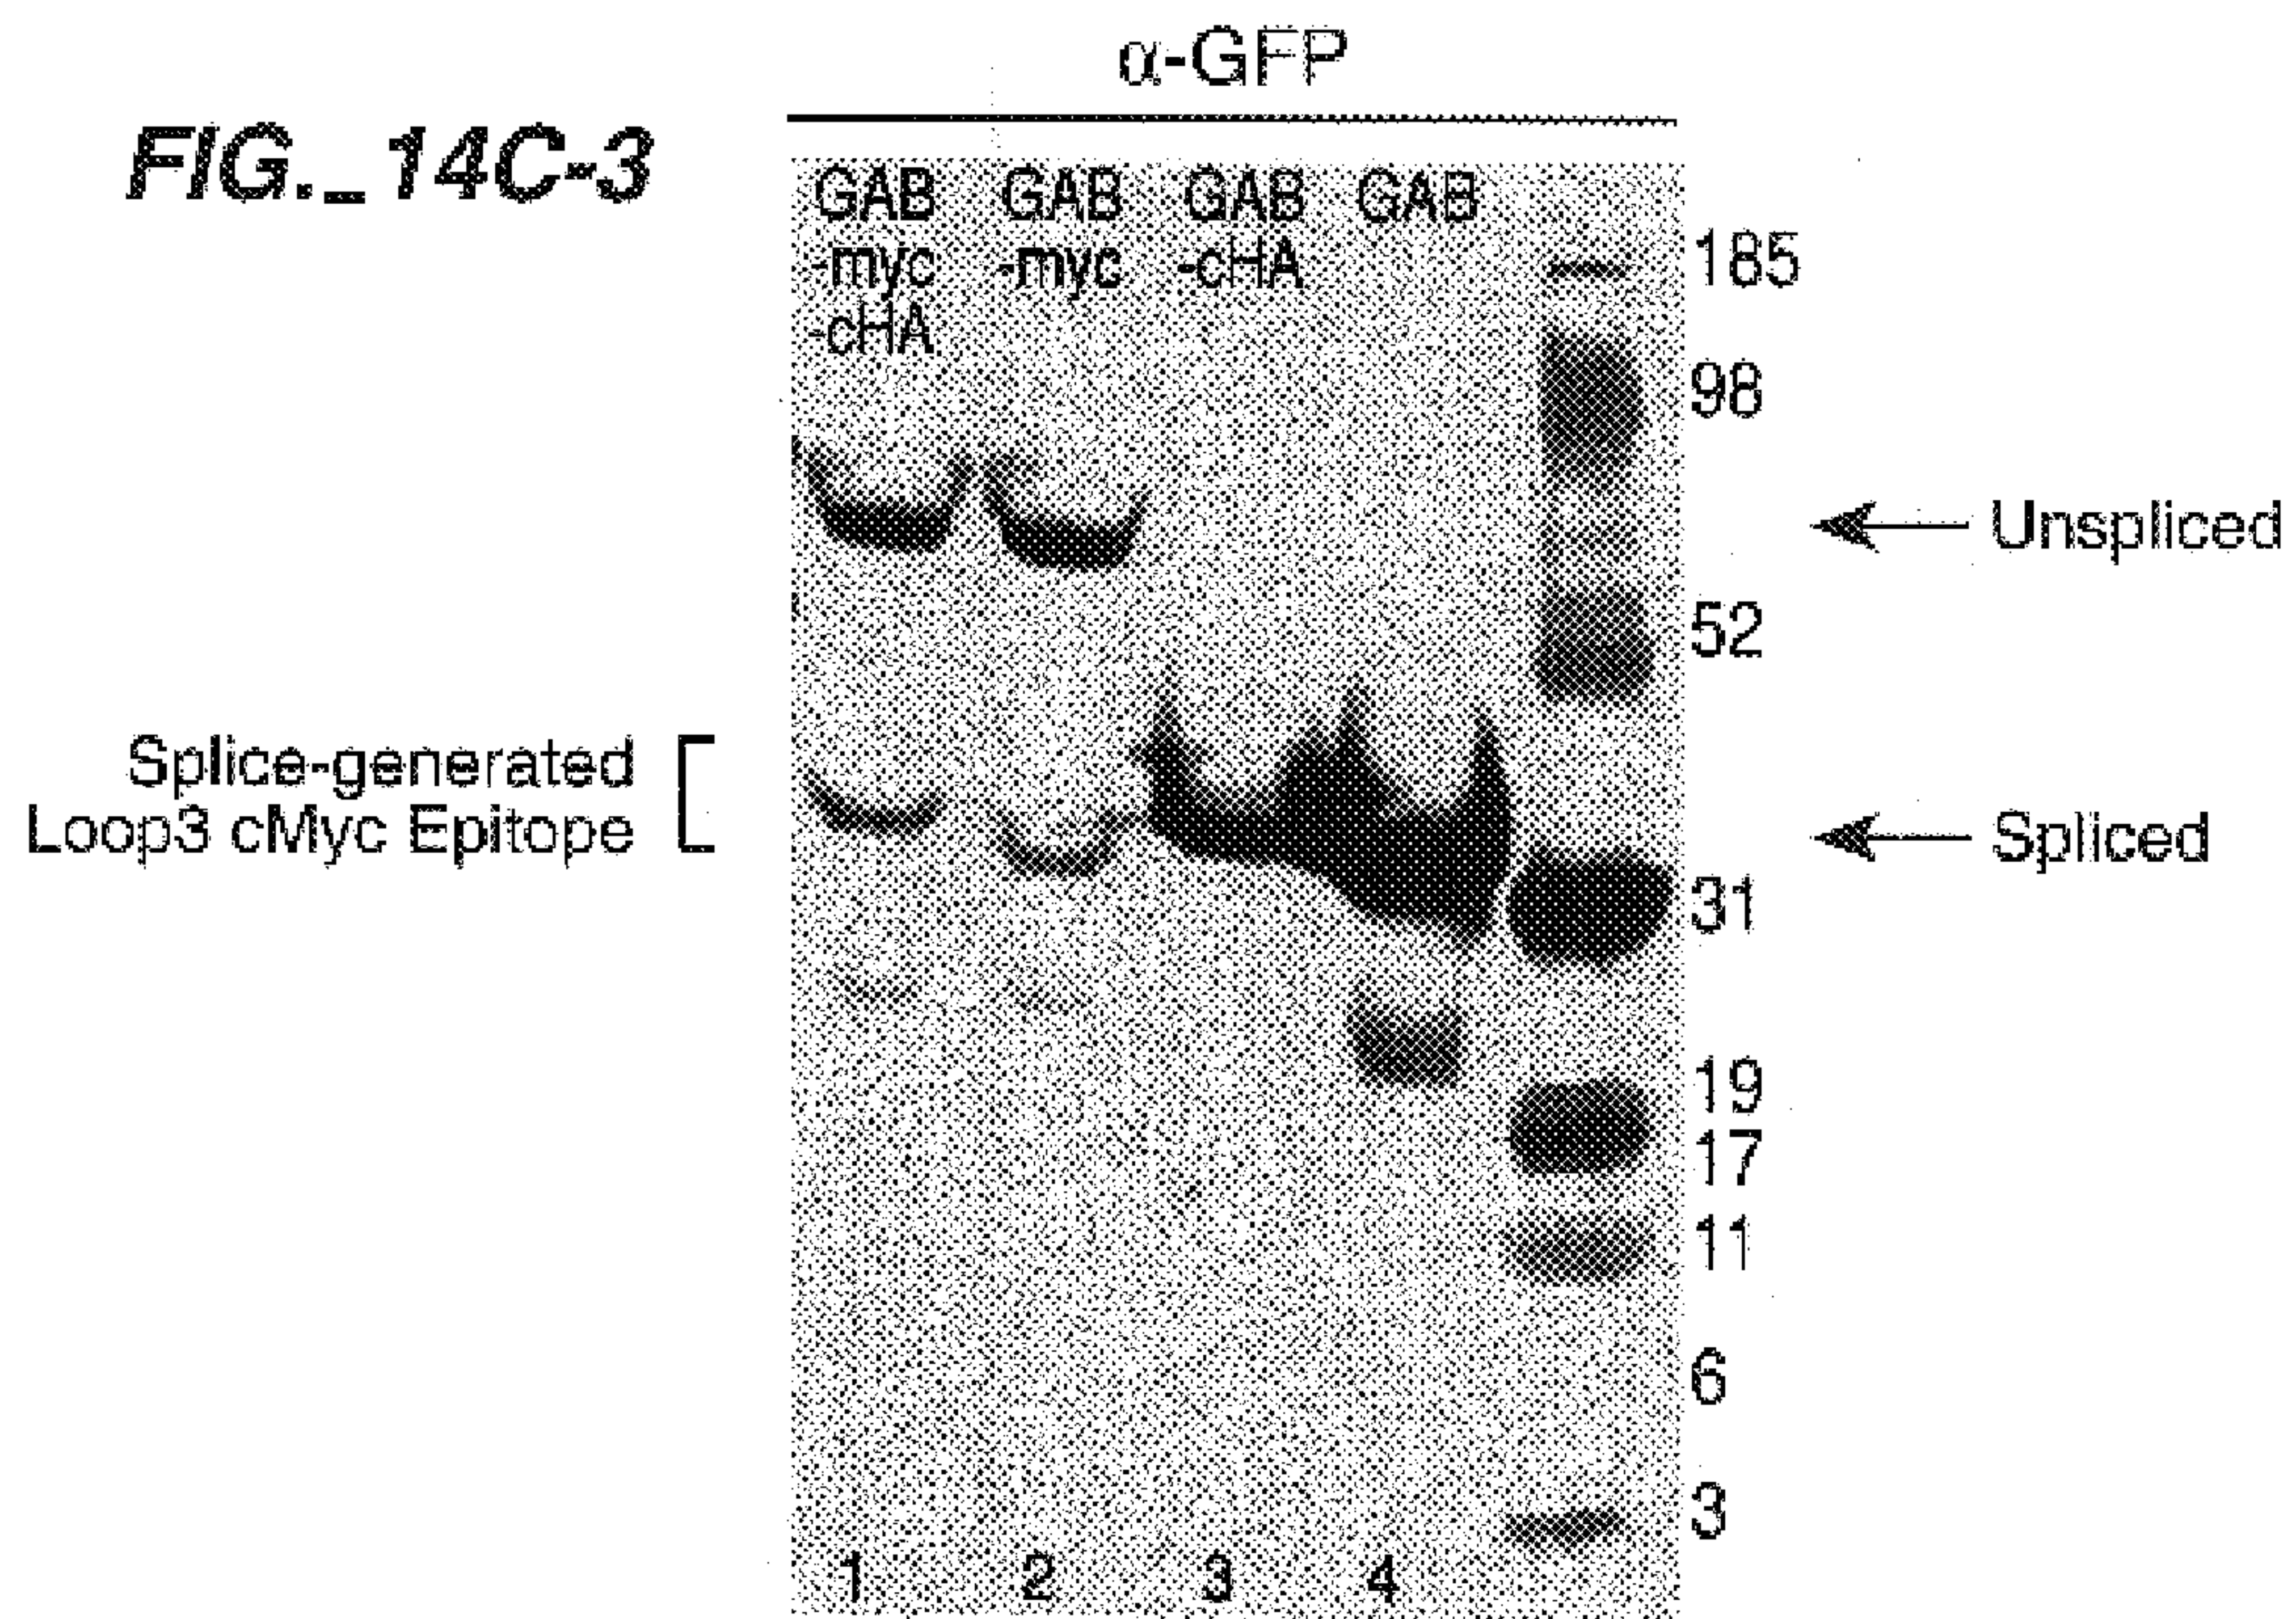 FIG._14C-3
α-GFP
GAB GAB GAB GAB
-myc -myc -cHA
-cHA
185
98
Unspliced
52
Splice-generated
Loop3 cMyc Epitope
Spliced
31
19
17
11
6
3
1 2 3 4